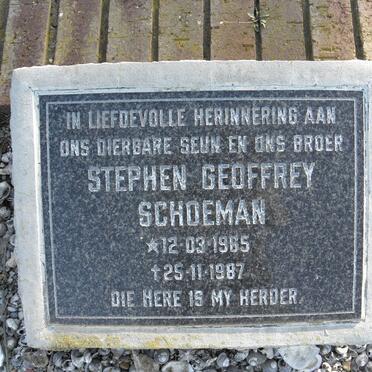 IN LIEFDEVOLLE HERINNERING AAN
ONS DIERBARE SEUN EN ONS BROER
STEPHEN GEOFFREY
SCHOEMAN
★12-03-1965
✝25-11-1987
DIE HERE IS MY HERDER.